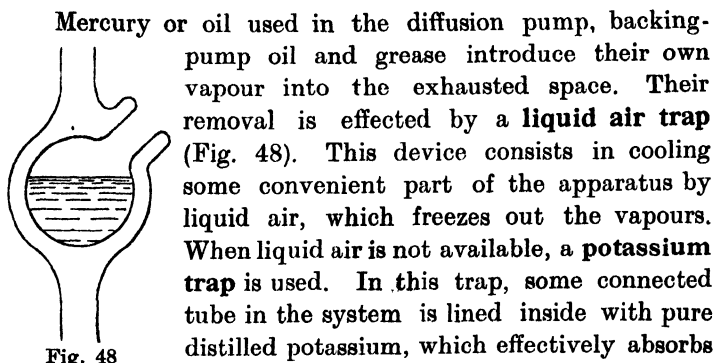 Mercury or oil used in the diffusion pump, backing-
pump oil and grease introduce their own
vapour into the exhausted space. Their
removal is effected by a liquid air trap
(Fig. 48). This device consists in cooling
some convenient part of the apparatus by
liquid air, which freezes out the vapours.
When liquid air is not available, a potassium
trap is used. In this trap, some connected
tube in the system is lined inside with pure
distilled potassium, which effectively absorbs
Fig. 48